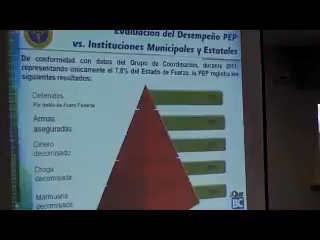 Evaluación del Desempeño PEP
vs. Instituciones Municipales y Estatales
De conformidad con datos del Grupo de Coordinación, durante 2011,
representando únicamente el 7.8% del Estado de Fuerza, la PEP registra los
siguientes resultados:
Detenidos
Por delito de Fuero Federal
Armas
aseguradas
Dinero
decomisado
Droga
decomisada
Marihuana
decomisada
BC